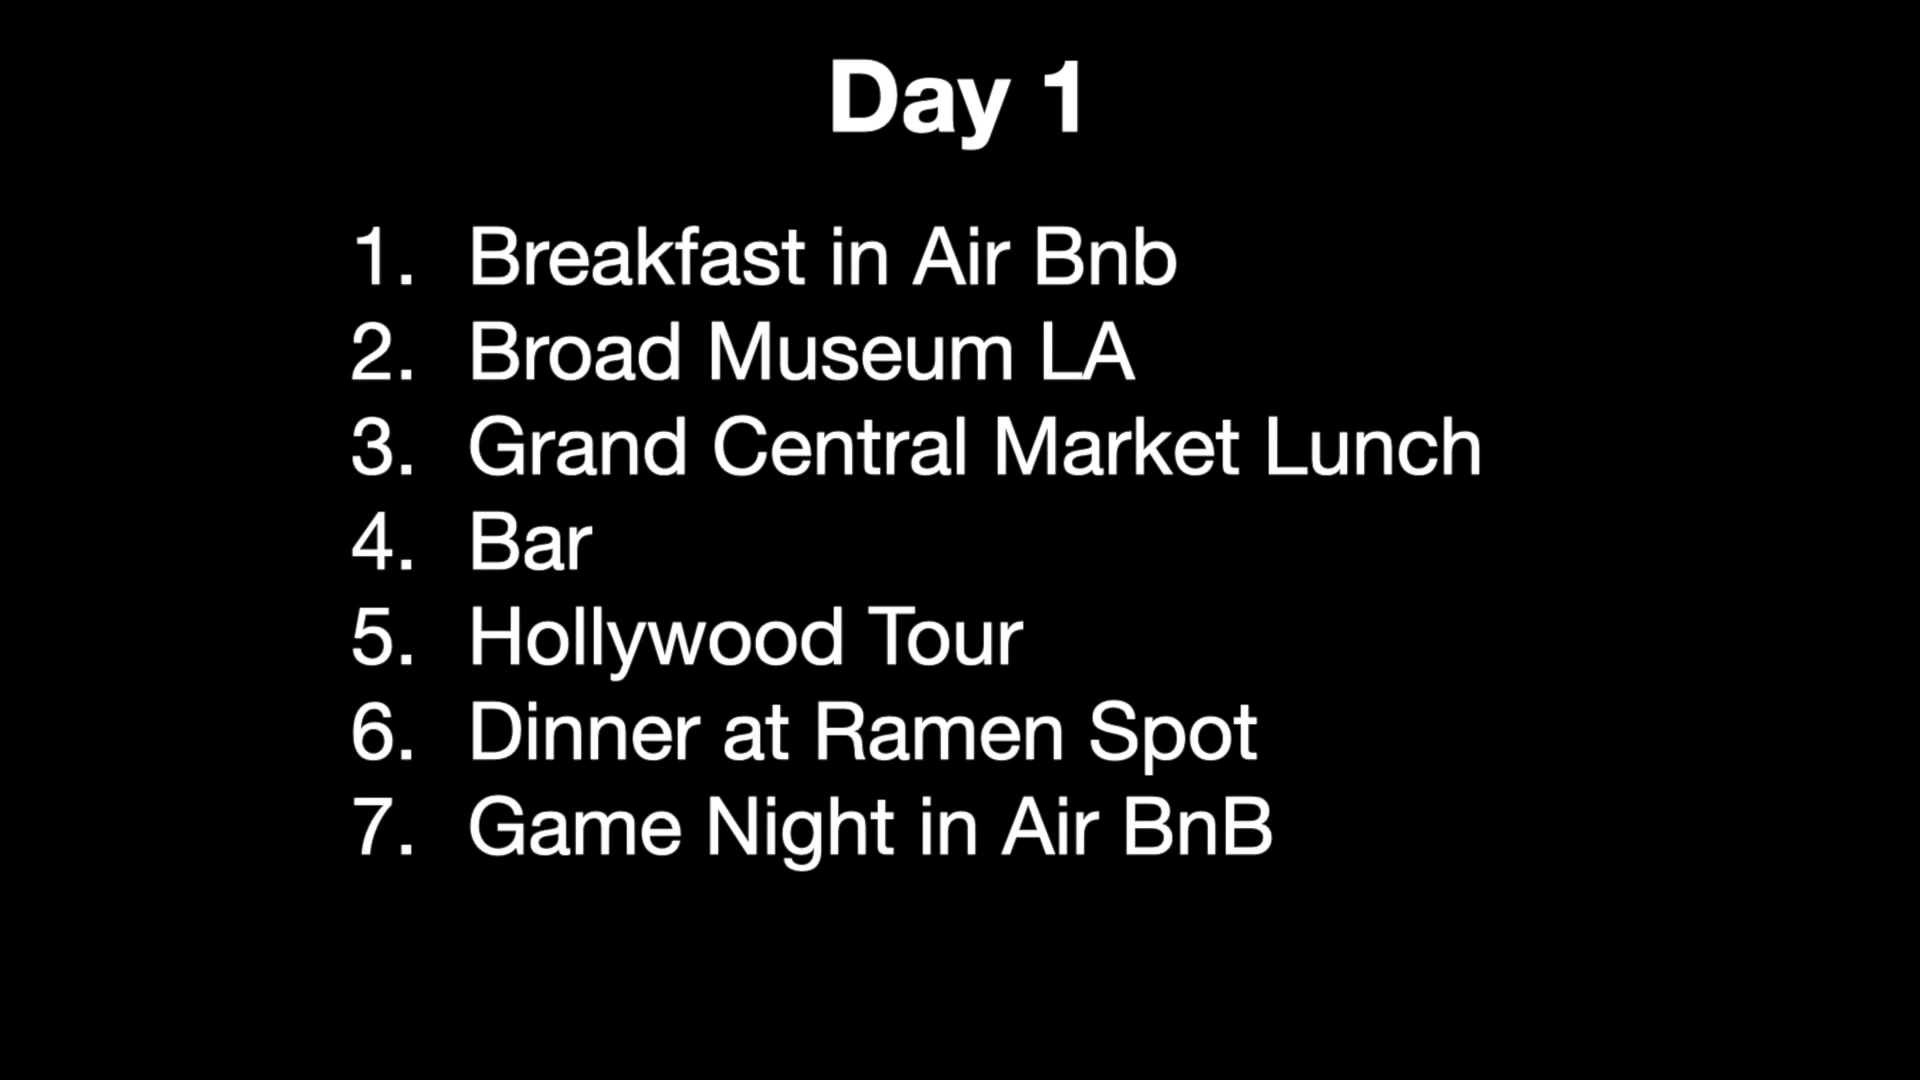 Day 1
1. Breakfast in Air Bnb
2. Broad Museum LA
3. Grand Central Market Lunch
4. Bar
5. Hollywood Tour
6. Dinner at Ramen Spot
7. Game Night in Air BnB